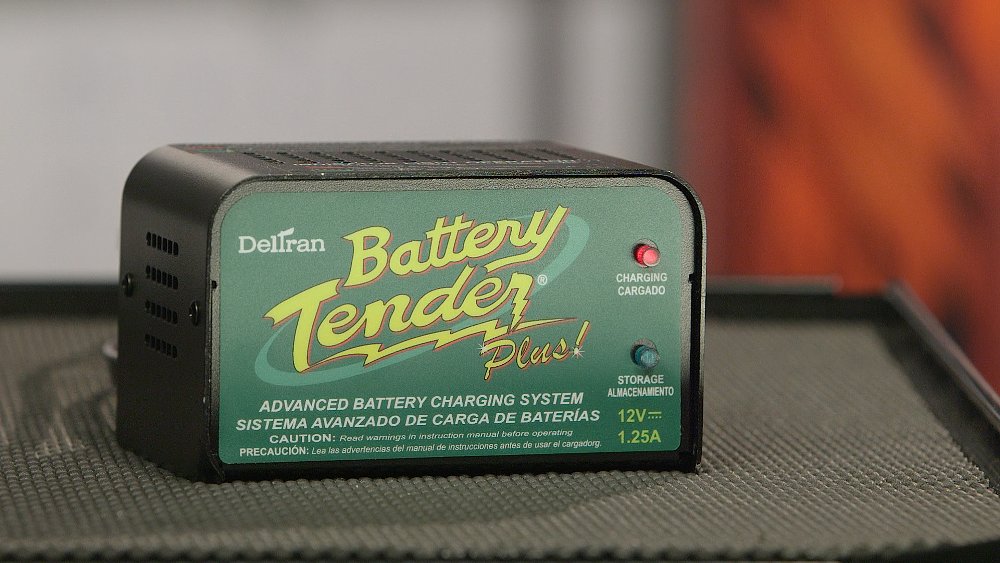 Deltran
Battery
Tender®
Plus!
CHARGING
CARGADO
STORAGE
ALMACENAMIENTO
12V⎓
1.25A
ADVANCED BATTERY CHARGING SYSTEM
SISTEMA AVANZADO DE CARGA DE BATERÍAS
CAUTION: Read warnings in instruction manual before operating
PRECAUCIÓN: Lea las advertencias del manual de instrucciones antes de usar el cargadorg.